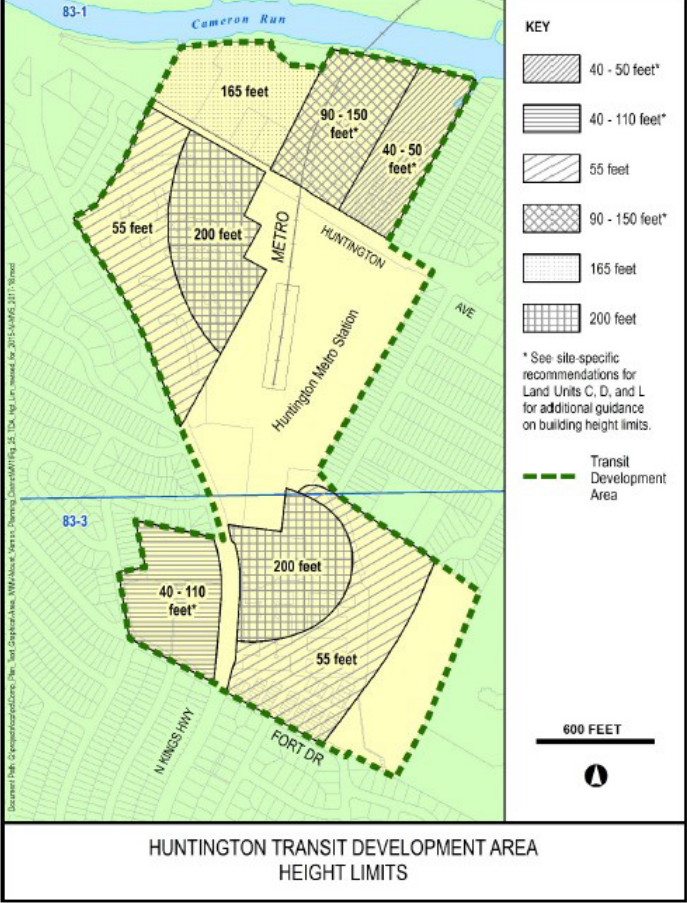 83-1
Cameron Run
165 feet
90 - 150
feet*
40 - 50
feet*
55 feet
200 feet
METRO
HUNTINGTON
AVE
Huntington Metro Station
83-3
200 feet
40 - 110
feet*
55 feet
N KINGS HWY
FORT DR
KEY
40 - 50 feet*
40 - 110 feet*
55 feet
90 - 150 feet*
165 feet
200 feet
* See site-specific
recommendations for
Land Units C, D, and L
for additional guidance
on building height limits.
Transit
Development
Area
600 FEET
HUNTINGTON TRANSIT DEVELOPMENT AREA
HEIGHT LIMITS